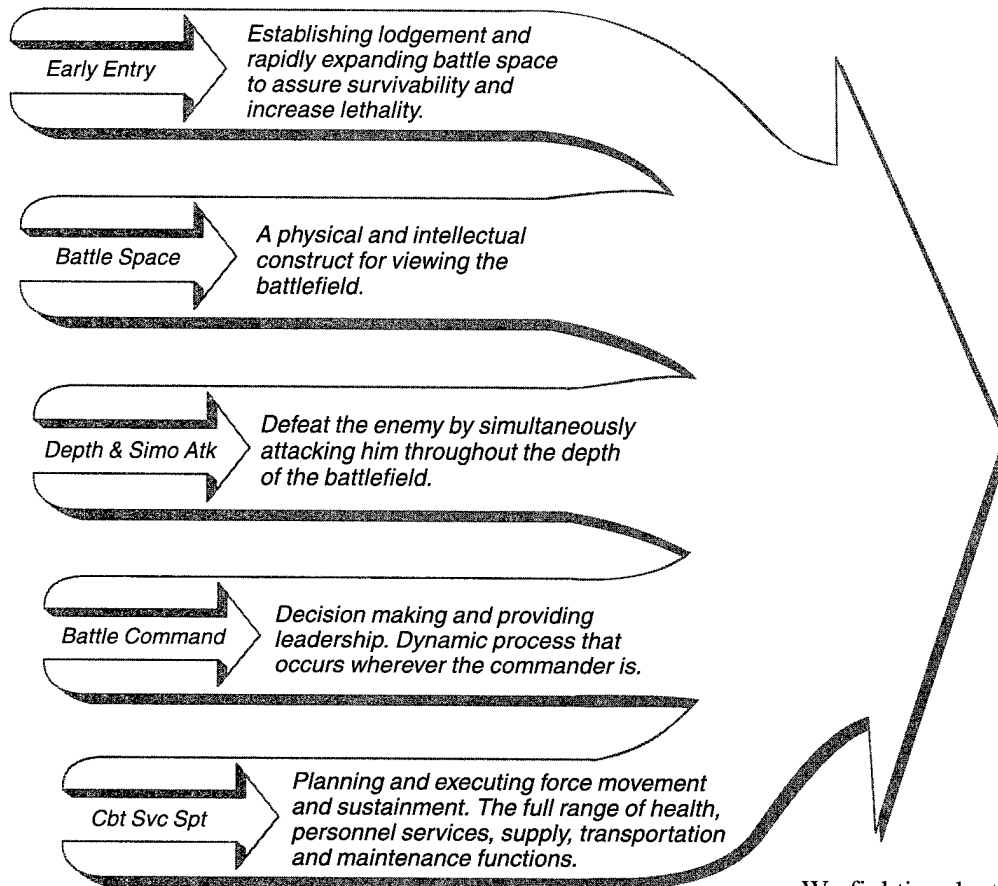 Early Entry
Establishing lodgement and
rapidly expanding battle space
to assure survivability and
increase lethality.
Battle Space
A physical and intellectual
construct for viewing the
battlefield.
Depth & Simo Atk
Defeat the enemy by simultaneously
attacking him throughout the depth
of the battlefield.
Battle Command
Decision making and providing
leadership. Dynamic process that
occurs wherever the commander is.
Cbt Svc Spt
Planning and executing force movement
and sustainment. The full range of health,
personnel services, supply, transportation
and maintenance functions.